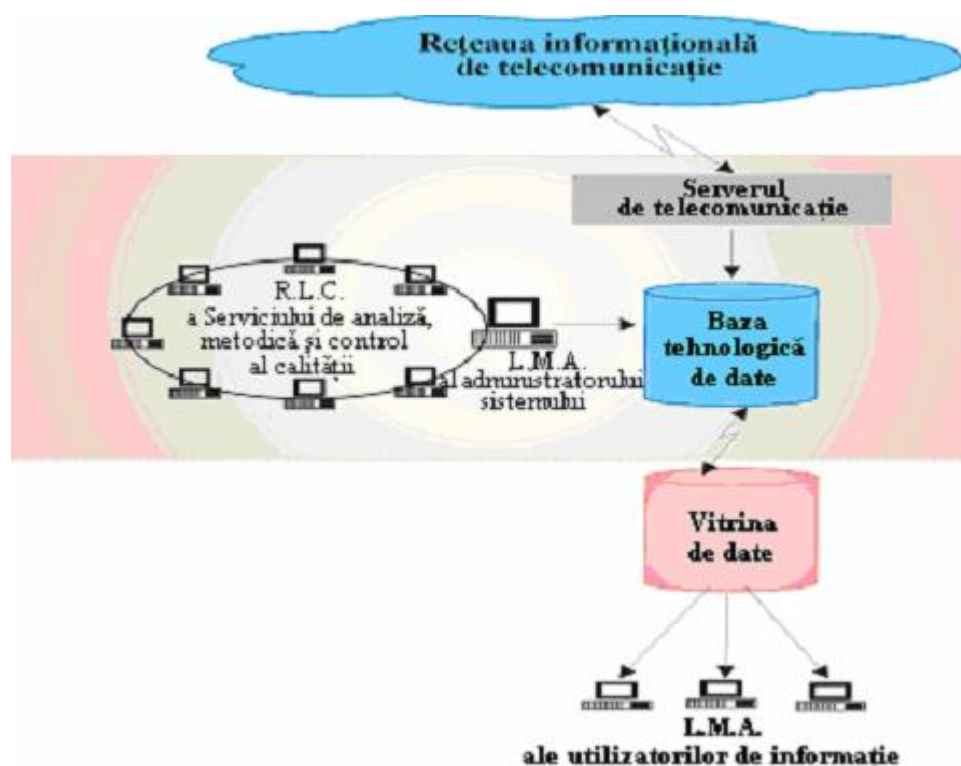 Rețeaua informațională
de telecomunicație
Serverul
de telecomunicație
R.L.C.
a Serviciului de analiză,
metodică și control
al calității
L.M.A.
al administratorului
sistemului
Baza
tehnologică
de date
Vitrina
de date
L.M.A.
ale utilizatorilor de informație